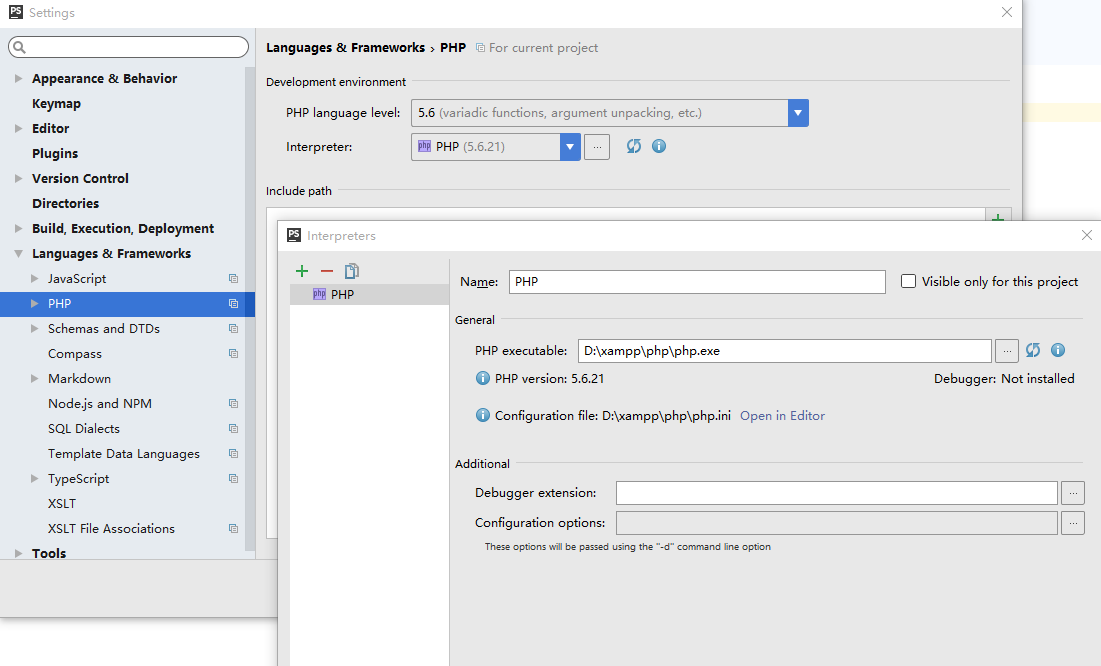 PS Settings
Languages & Frameworks › PHP For current project
Appearance & Behavior
Keymap
Editor
Plugins
Version Control
Directories
Build, Execution, Deployment
Languages & Frameworks
JavaScript
PHP
Schemas and DTDs
Compass
Markdown
Node.js and NPM
SQL Dialects
Template Data Languages
TypeScript
XSLT
XSLT File Associations
Tools
Development environment
PHP language level: 5.6 (variadic functions, argument unpacking, etc.)
Interpreter: php PHP (5.6.21) ...
Include path
PS Interpreters
php PHP
Name: PHP Visible only for this project
General
PHP executable: D:\xampp\php\php.exe ...
PHP version: 5.6.21 Debugger: Not installed
Configuration file: D:\xampp\php\php.ini Open in Editor
Additional
Debugger extension: ...
Configuration options: ...
These options will be passed using the "-d" command line option